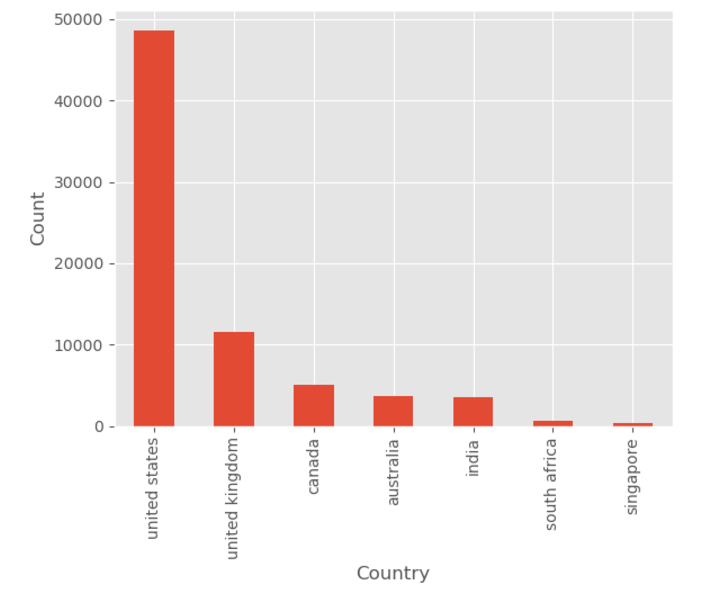 50000
40000
30000
20000
10000
0
Count
united states
united kingdom
canada
australia
india
south africa
singapore
Country